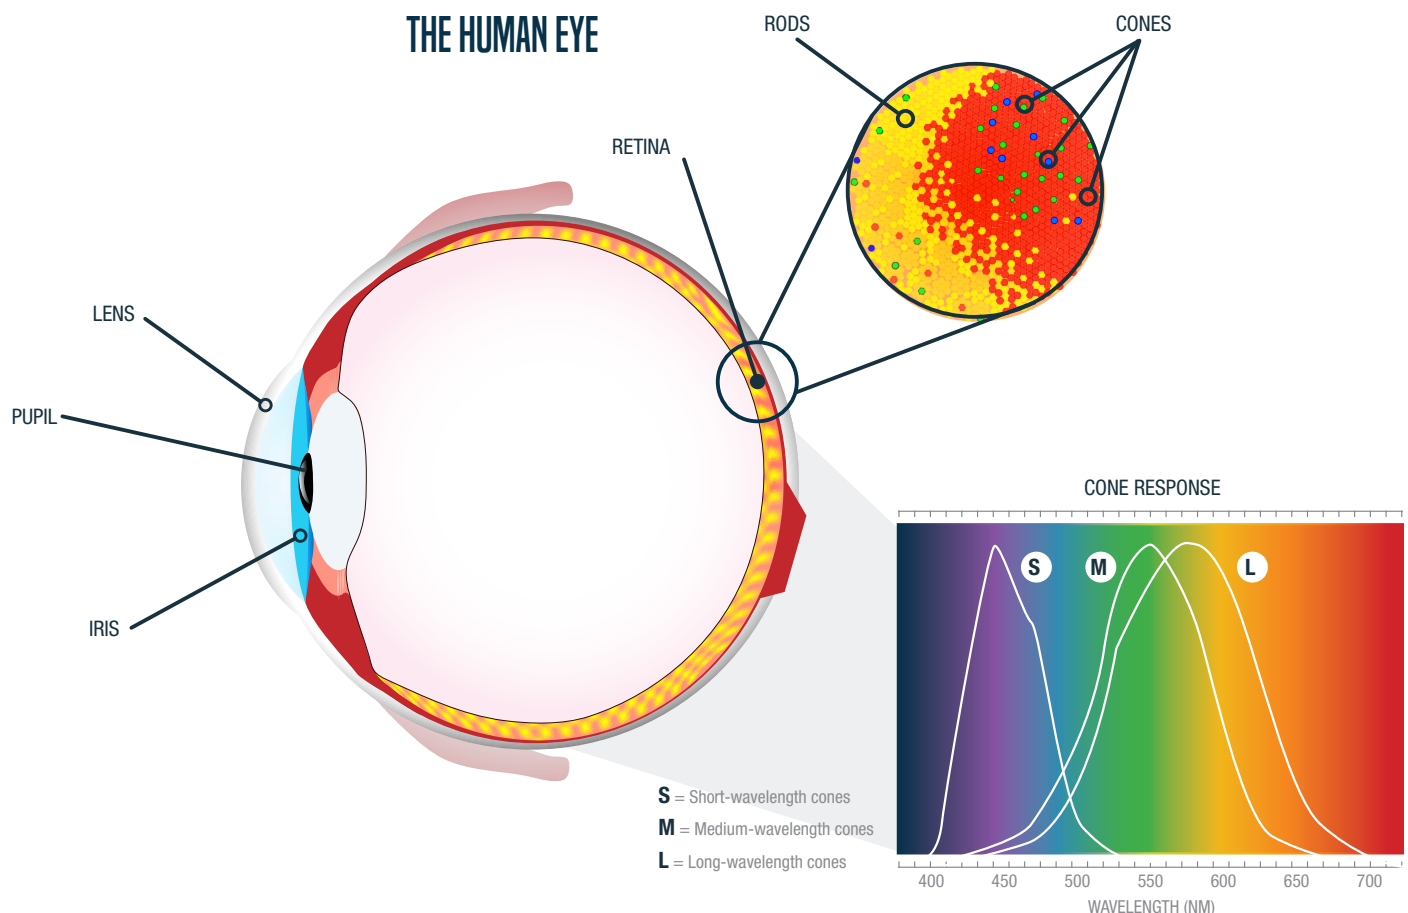 THE HUMAN EYE
RODS
CONES
RETINA
LENS
PUPIL
IRIS
CONE RESPONSE
S
M
L
S = Short-wavelength cones
M = Medium-wavelength cones
L = Long-wavelength cones
400 450 500 550 600 650 700
WAVELENGTH (NM)